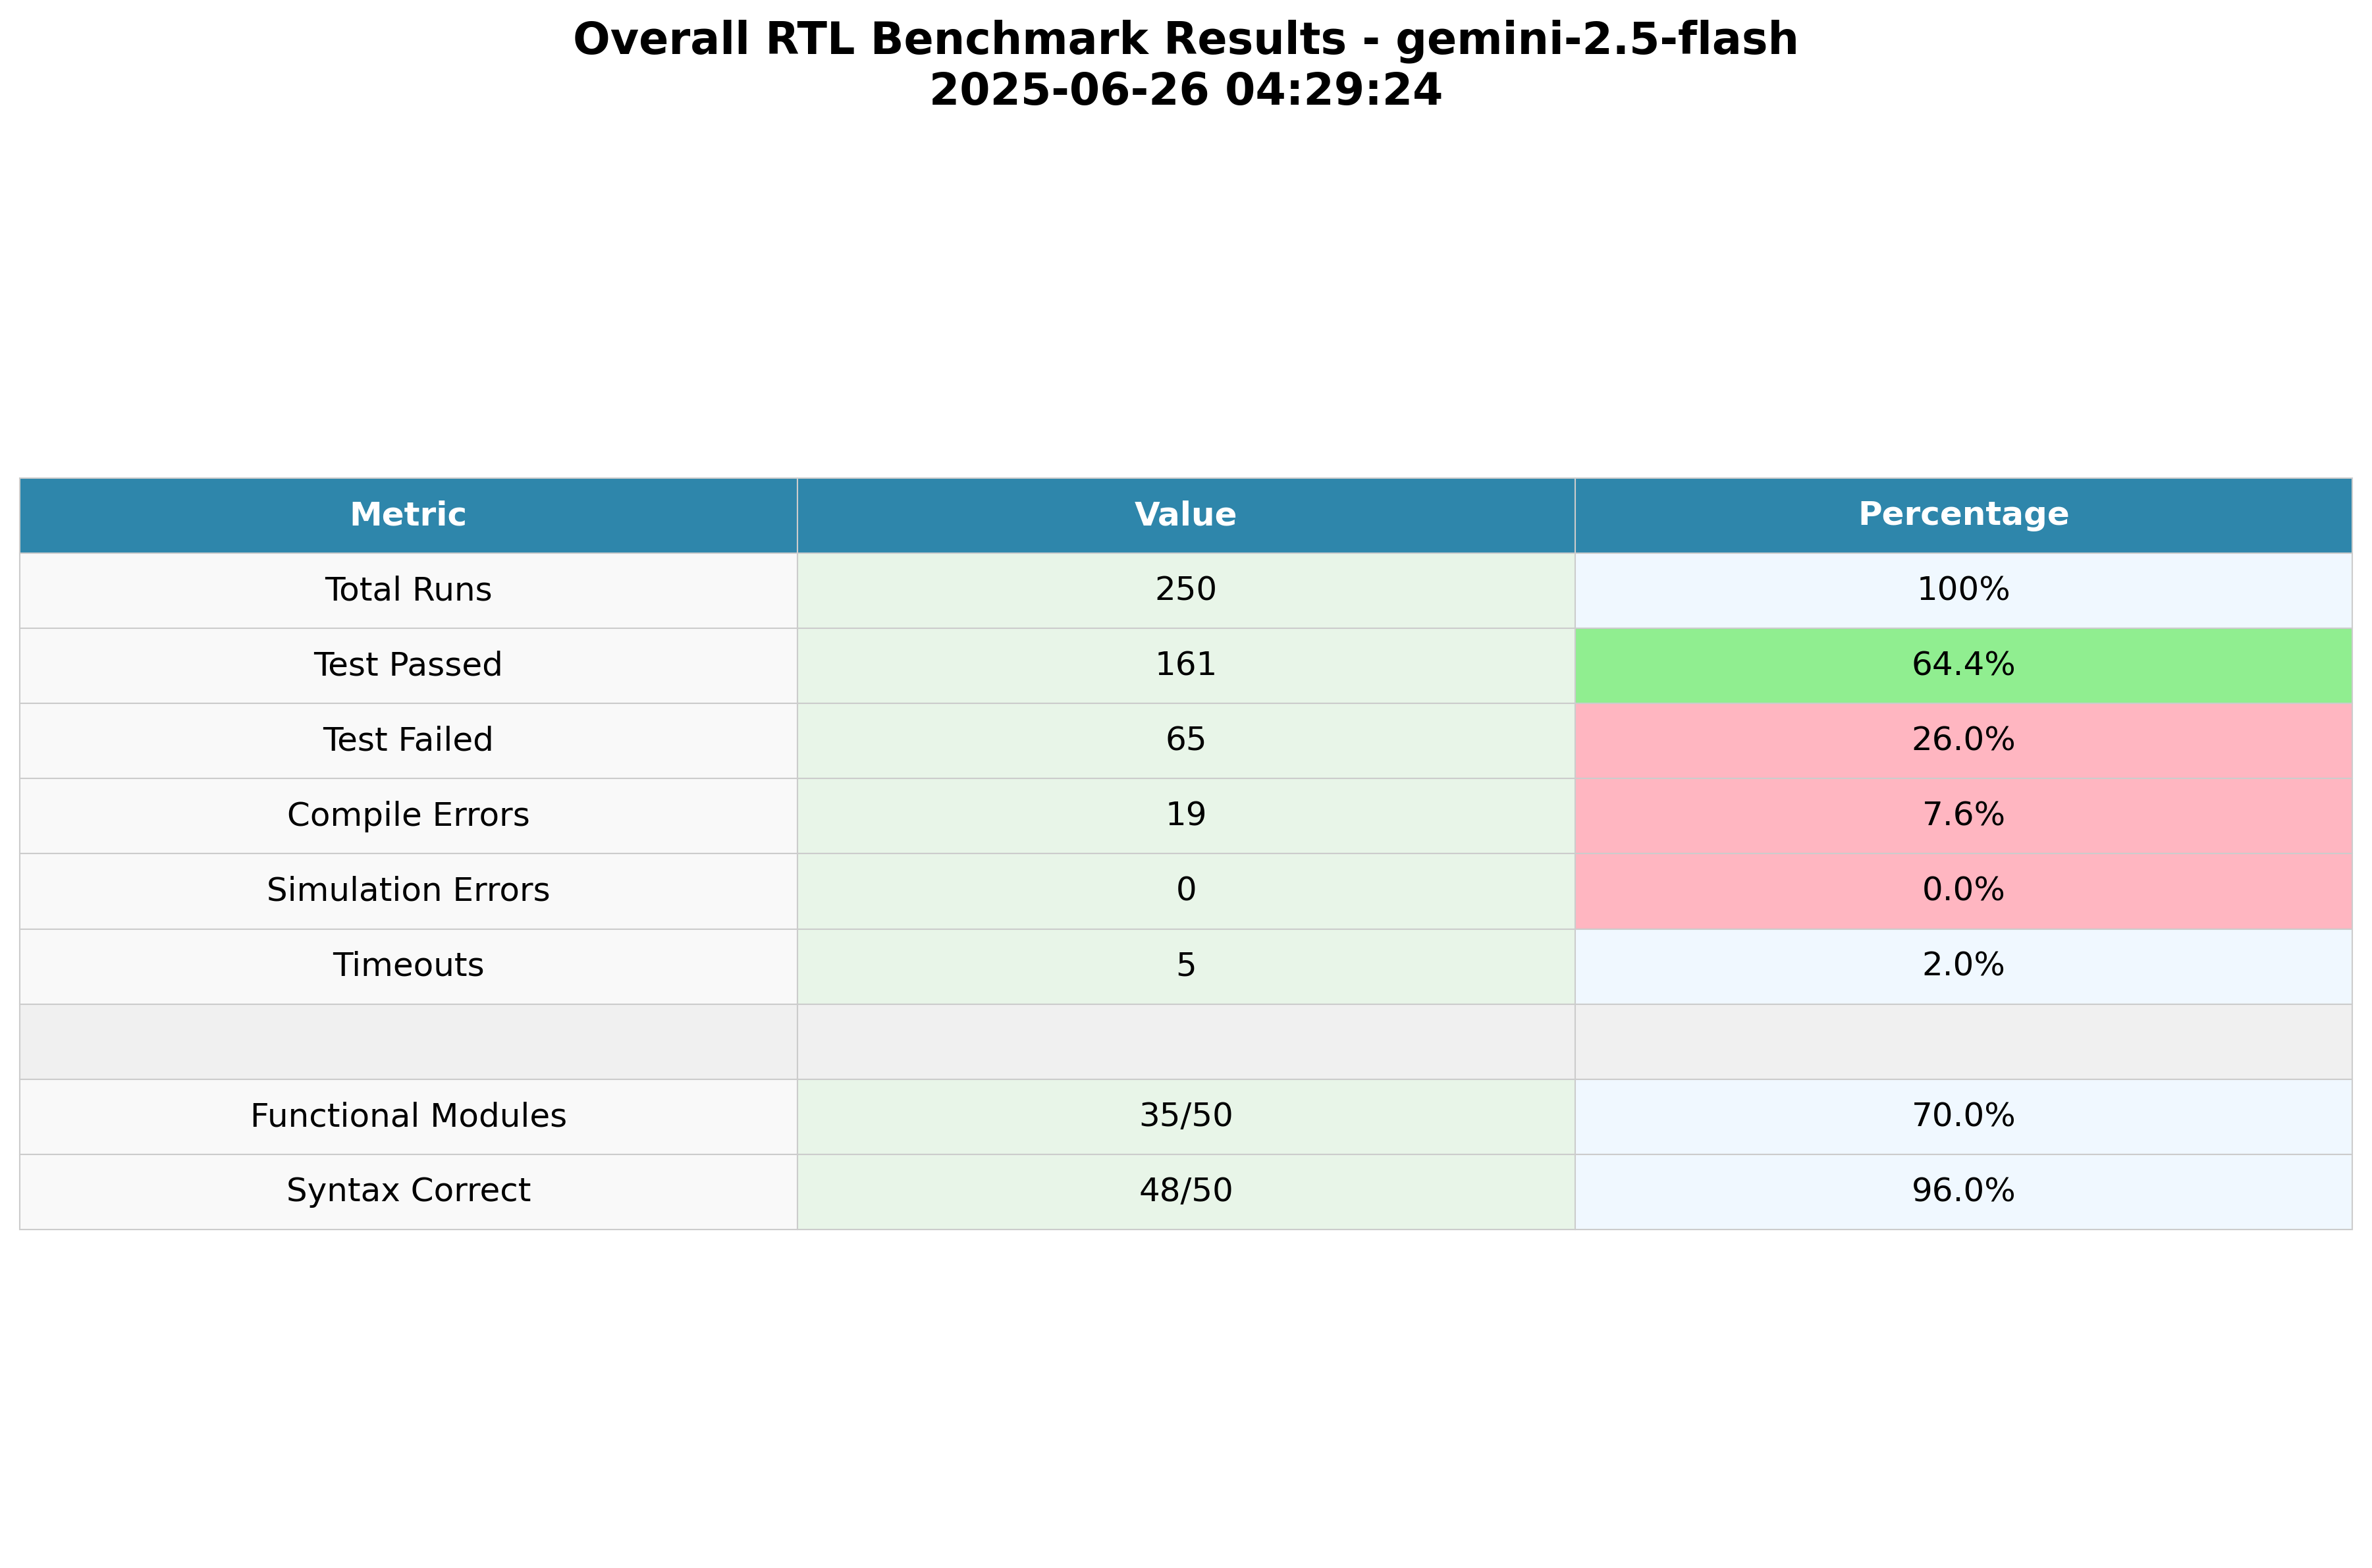 Overall RTL Benchmark Results - gemini-2.5-flash
2025-06-26 04:29:24
Metric Value Percentage
Total Runs 250 100%
Test Passed 161 64.4%
Test Failed 65 26.0%
Compile Errors 19 7.6%
Simulation Errors 0 0.0%
Timeouts 5 2.0%
Functional Modules 35/50 70.0%
Syntax Correct 48/50 96.0%